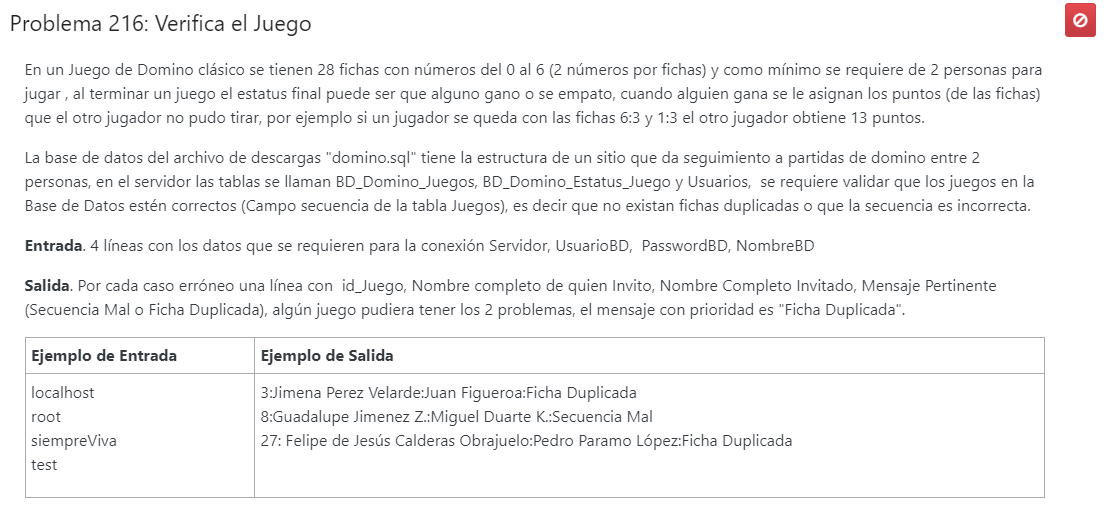 Problema 216: Verifica el Juego
En un Juego de Domino clásico se tienen 28 fichas con números del 0 al 6 (2 números por fichas) y como mínimo se requiere de 2 personas para
jugar , al terminar un juego el estatus final puede ser que alguno gano o se empato, cuando alguien gana se le asignan los puntos (de las fichas)
que el otro jugador no pudo tirar, por ejemplo si un jugador se queda con las fichas 6:3 y 1:3 el otro jugador obtiene 13 puntos.
La base de datos del archivo de descargas "domino.sql" tiene la estructura de un sitio que da seguimiento a partidas de domino entre 2
personas, en el servidor las tablas se llaman BD_Domino_Juegos, BD_Domino_Estatus_Juego y Usuarios,  se requiere validar que los juegos en la
Base de Datos estén correctos (Campo secuencia de la tabla Juegos), es decir que no existan fichas duplicadas o que la secuencia es incorrecta.
Entrada. 4 líneas con los datos que se requieren para la conexión Servidor, UsuarioBD,  PasswordBD, NombreBD
Salida. Por cada caso erróneo una línea con  id_Juego, Nombre completo de quien Invito, Nombre Completo Invitado, Mensaje Pertinente
(Secuencia Mal o Ficha Duplicada), algún juego pudiera tener los 2 problemas, el mensaje con prioridad es "Ficha Duplicada".
Ejemplo de Entrada
Ejemplo de Salida
localhost
root
siempreViva
test
3:Jimena Perez Velarde:Juan Figueroa:Ficha Duplicada
8:Guadalupe Jimenez Z.:Miguel Duarte K.:Secuencia Mal
27: Felipe de Jesús Calderas Obrajuelo:Pedro Paramo López:Ficha Duplicada